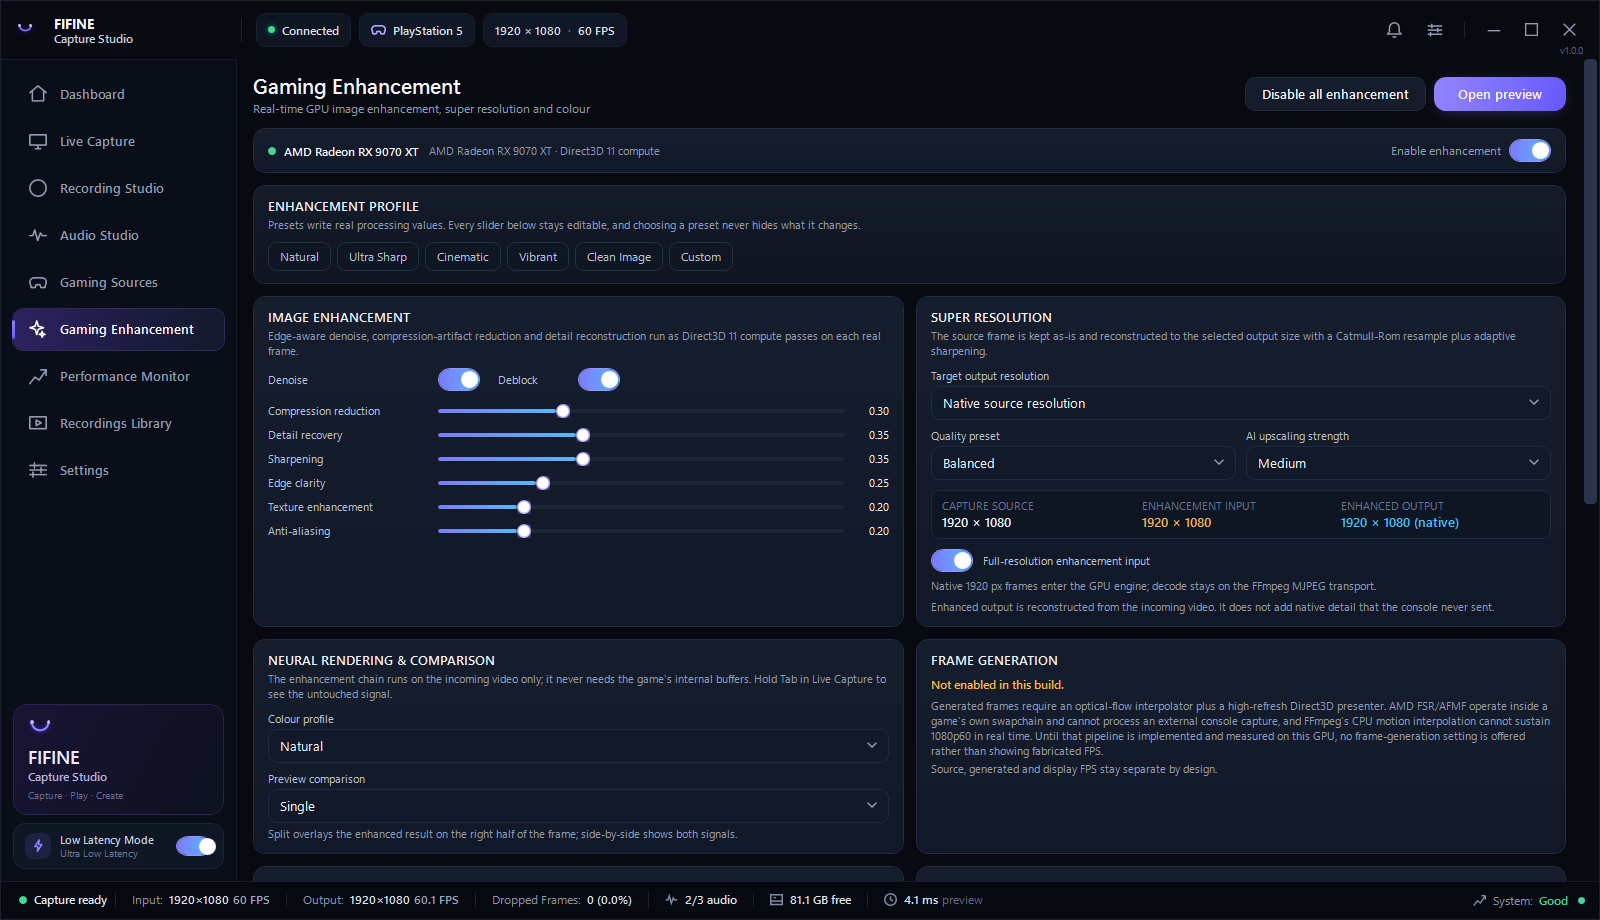 FIFINE
Capture Studio
Connected
PlayStation 5
1920 × 1080 · 60 FPS
v1.0.0
Dashboard
Live Capture
Recording Studio
Audio Studio
Gaming Sources
Gaming Enhancement
Performance Monitor
Recordings Library
Settings
FIFINE
Capture Studio
Capture · Play · Create
Low Latency Mode
Ultra Low Latency
Gaming Enhancement
Real-time GPU image enhancement, super resolution and colour
Disable all enhancement
Open preview
AMD Radeon RX 9070 XT
AMD Radeon RX 9070 XT · Direct3D 11 compute
Enable enhancement
ENHANCEMENT PROFILE
Presets write real processing values. Every slider below stays editable, and choosing a preset never hides what it changes.
Natural
Ultra Sharp
Cinematic
Vibrant
Clean Image
Custom
IMAGE ENHANCEMENT
Edge-aware denoise, compression-artifact reduction and detail reconstruction run as Direct3D 11 compute passes on each real
frame.
Denoise
Deblock
Compression reduction 0.30
Detail recovery 0.35
Sharpening 0.35
Edge clarity 0.25
Texture enhancement 0.20
Anti-aliasing 0.20
SUPER RESOLUTION
The source frame is kept as-is and reconstructed to the selected output size with a Catmull-Rom resample plus adaptive
sharpening.
Target output resolution
Native source resolution
Quality preset
Balanced
AI upscaling strength
Medium
CAPTURE SOURCE
1920 × 1080
ENHANCEMENT INPUT
1920 × 1080
ENHANCED OUTPUT
1920 × 1080 (native)
Full-resolution enhancement input
Native 1920 px frames enter the GPU engine; decode stays on the FFmpeg MJPEG transport.
Enhanced output is reconstructed from the incoming video. It does not add native detail that the console never sent.
NEURAL RENDERING & COMPARISON
The enhancement chain runs on the incoming video only; it never needs the game's internal buffers. Hold Tab in Live Capture to
see the untouched signal.
Colour profile
Natural
Preview comparison
Single
Split overlays the enhanced result on the right half of the frame; side-by-side shows both signals.
FRAME GENERATION
Not enabled in this build.
Generated frames require an optical-flow interpolator plus a high-refresh Direct3D presenter. AMD FSR/AFMF operate inside a
game's own swapchain and cannot process an external console capture, and FFmpeg's CPU motion interpolation cannot sustain
1080p60 in real time. Until that pipeline is implemented and measured on this GPU, no frame-generation setting is offered
rather than showing fabricated FPS.
Source, generated and display FPS stay separate by design.
Capture ready
Input: 1920×1080 60 FPS
Output: 1920×1080 60.1 FPS
Dropped Frames: 0 (0.0%)
2/3 audio
81.1 GB free
4.1 ms preview
System: Good